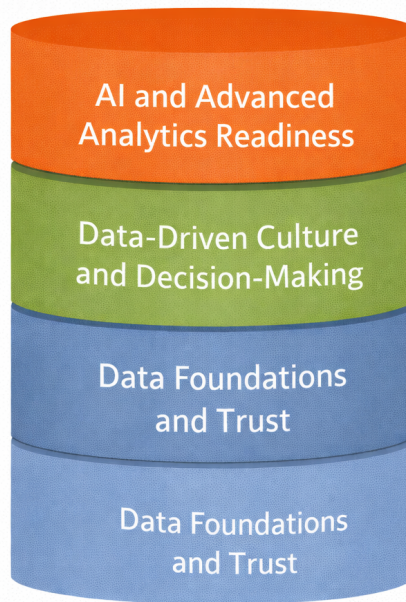 AI and Advanced
Analytics Readiness
Data-Driven Culture
and Decision-Making
Data Foundations
and Trust
Data Foundations
and Trust